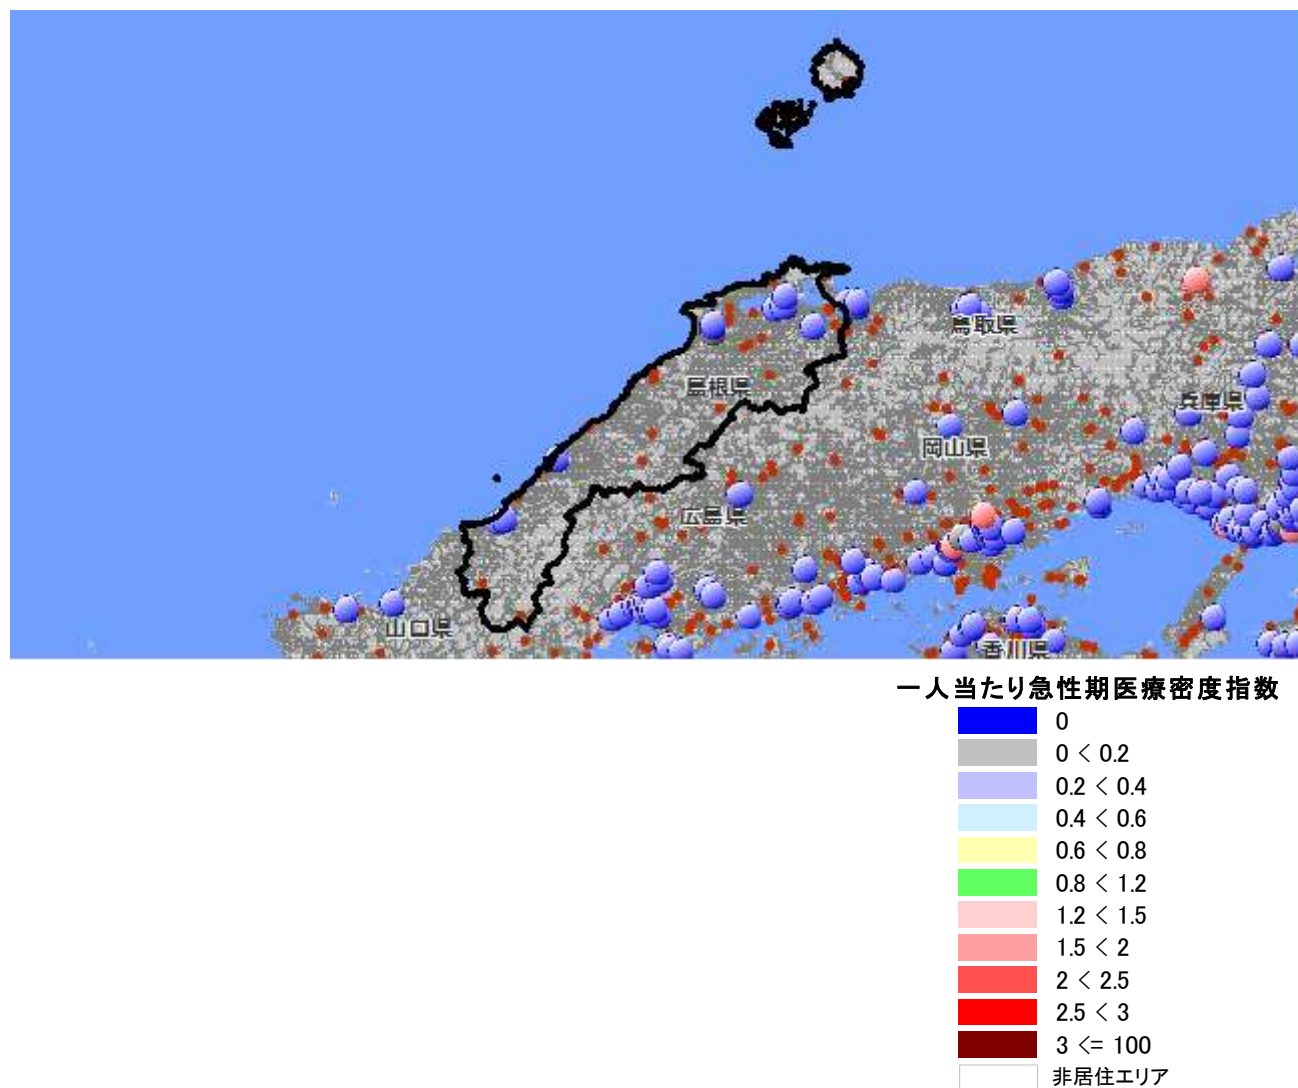 鳥取県
島根県
兵庫県
岡山県
広島県
山口県
香川県
一人当たり急性期医療密度指数
0
0 < 0.2
0.2 < 0.4
0.4 < 0.6
0.6 < 0.8
0.8 < 1.2
1.2 < 1.5
1.5 < 2
2 < 2.5
2.5 < 3
3 <= 100
非居住エリア